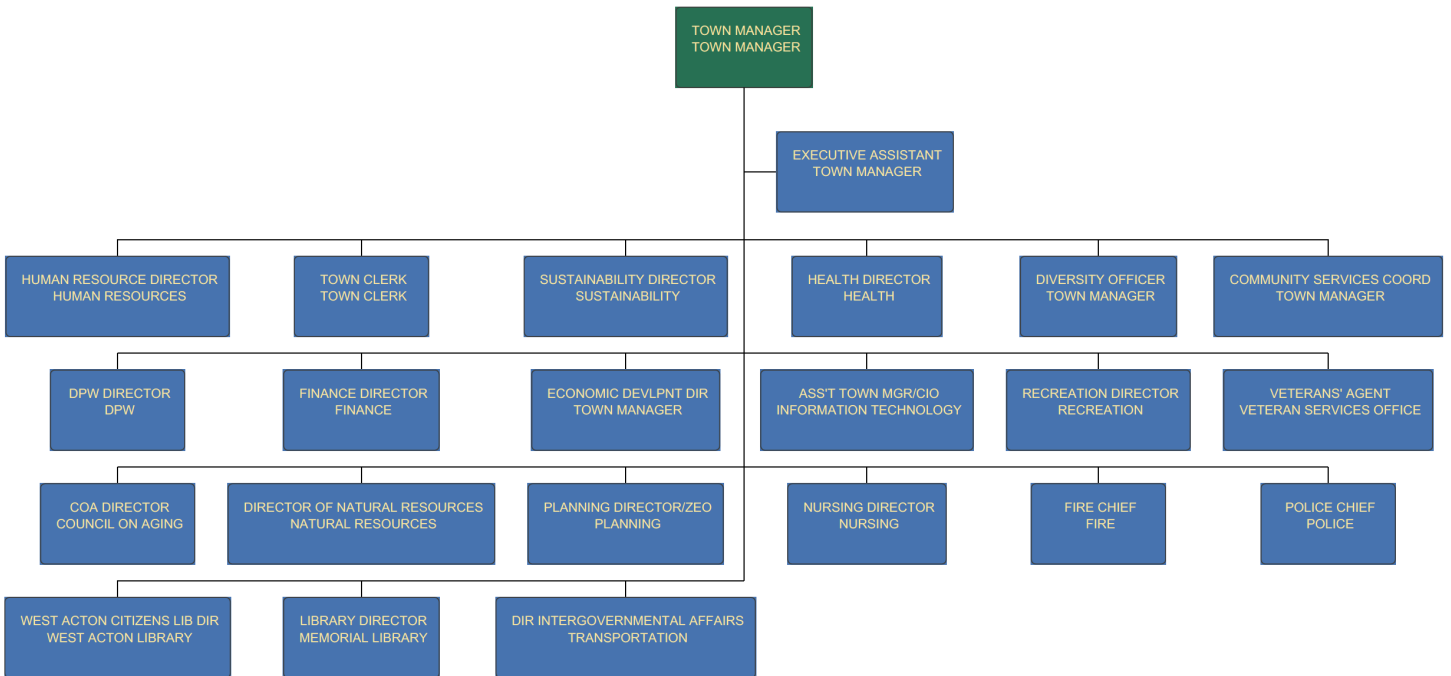 TOWN MANAGER
TOWN MANAGER
EXECUTIVE ASSISTANT
TOWN MANAGER
HUMAN RESOURCE DIRECTOR
HUMAN RESOURCES
TOWN CLERK
TOWN CLERK
SUSTAINABILITY DIRECTOR
SUSTAINABILITY
HEALTH DIRECTOR
HEALTH
DIVERSITY OFFICER
TOWN MANAGER
COMMUNITY SERVICES COORD
TOWN MANAGER
DPW DIRECTOR
DPW
FINANCE DIRECTOR
FINANCE
ECONOMIC DEVLPNT DIR
TOWN MANAGER
ASS'T TOWN MGR/CIO
INFORMATION TECHNOLOGY
RECREATION DIRECTOR
RECREATION
VETERANS' AGENT
VETERAN SERVICES OFFICE
COA DIRECTOR
COUNCIL ON AGING
DIRECTOR OF NATURAL RESOURCES
NATURAL RESOURCES
PLANNING DIRECTOR/ZEO
PLANNING
NURSING DIRECTOR
NURSING
FIRE CHIEF
FIRE
POLICE CHIEF
POLICE
WEST ACTON CITIZENS LIB DIR
WEST ACTON LIBRARY
LIBRARY DIRECTOR
MEMORIAL LIBRARY
DIR INTERGOVERNMENTAL AFFAIRS
TRANSPORTATION